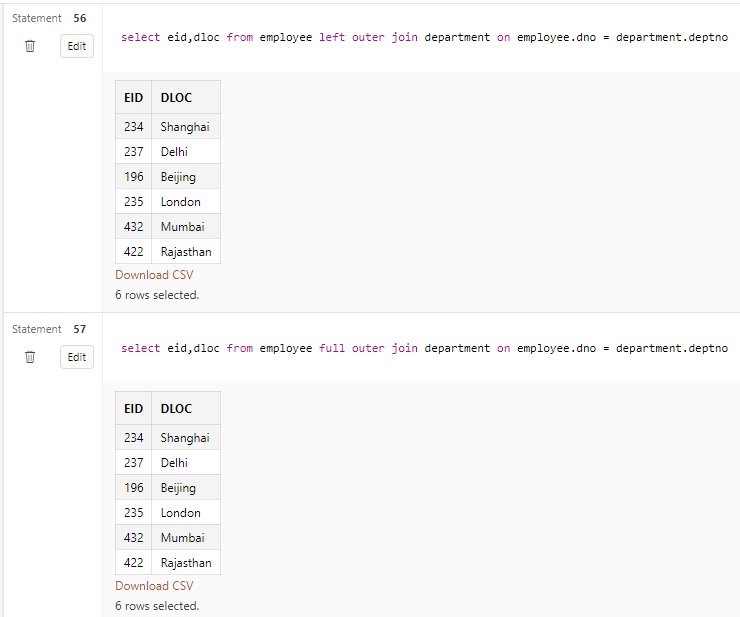 Statement 56
Edit
select eid,dloc from employee left outer join department on employee.dno = department.deptno
EID DLOC
234 Shanghai
237 Delhi
196 Beijing
235 London
432 Mumbai
422 Rajasthan
Download CSV
6 rows selected.
Statement 57
Edit
select eid,dloc from employee full outer join department on employee.dno = department.deptno
EID DLOC
234 Shanghai
237 Delhi
196 Beijing
235 London
432 Mumbai
422 Rajasthan
Download CSV
6 rows selected.